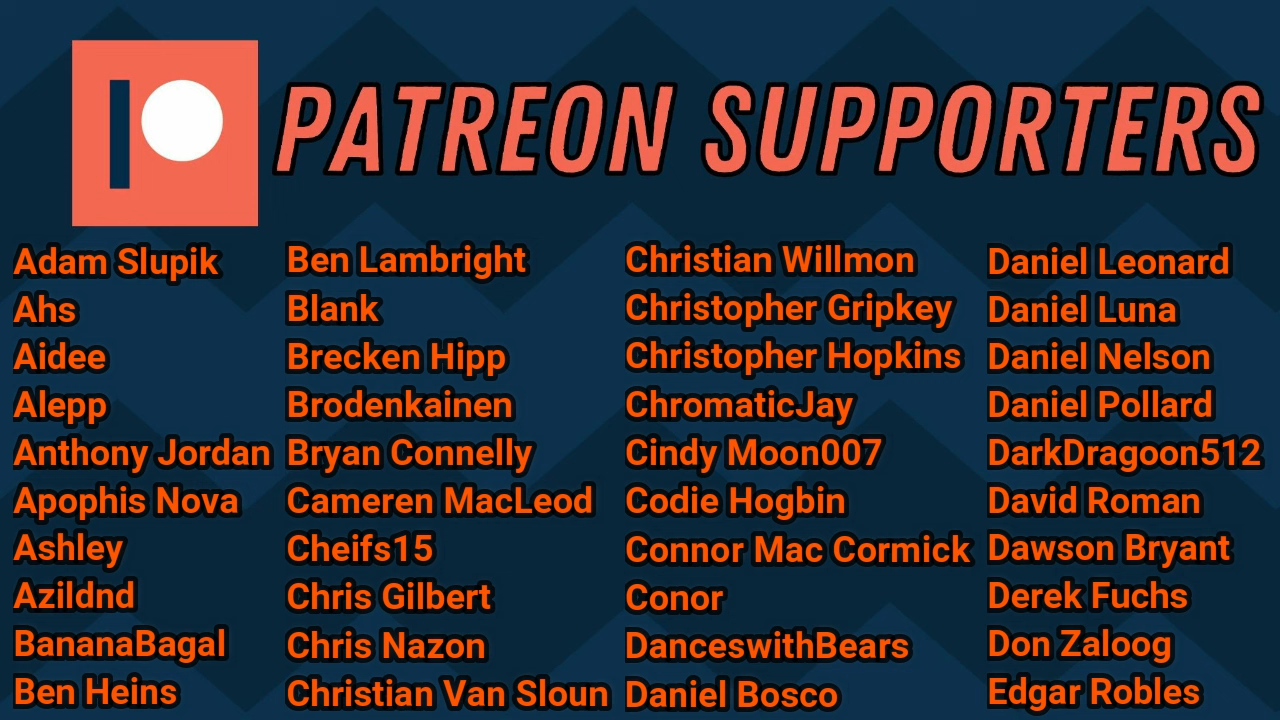 PATREON SUPPORTERS
Adam Slupik
Ahs
Aidee
Alepp
Anthony Jordan
Apophis Nova
Ashley
Azildnd
BananaBagal
Ben Heins
Ben Lambright
Blank
Brecken Hipp
Brodenkainen
Bryan Connelly
Cameren MacLeod
Cheifs15
Chris Gilbert
Chris Nazon
Christian Van Sloun
Christian Willmon
Christopher Gripkey
Christopher Hopkins
ChromaticJay
Cindy Moon007
Codie Hogbin
Connor Mac Cormick
Conor
DanceswithBears
Daniel Bosco
Daniel Leonard
Daniel Luna
Daniel Nelson
Daniel Pollard
DarkDragoon512
David Roman
Dawson Bryant
Derek Fuchs
Don Zaloog
Edgar Robles